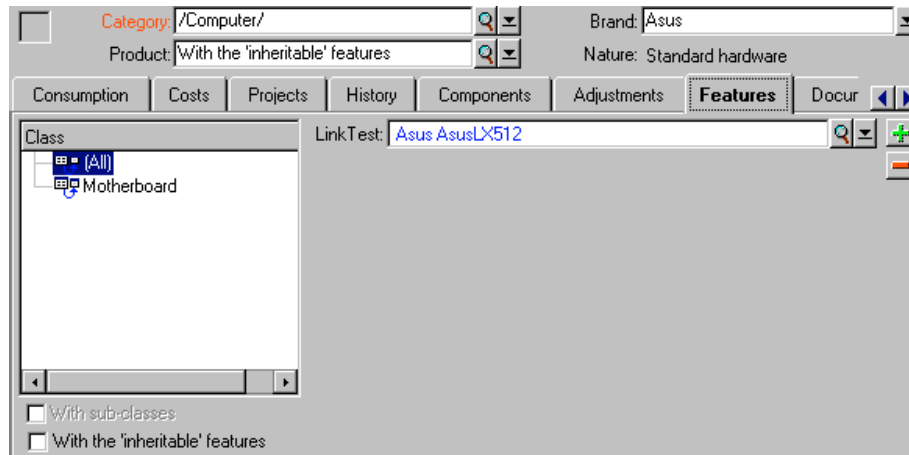 Category: /Computer/ Brand: Asus
Product: With the 'inheritable' features Nature: Standard hardware
Consumption Costs Projects History Components Adjustments Features Docur
Class LinkTest: Asus AsusLX512
(All)
Motherboard
With sub-classes
With the 'inheritable' features